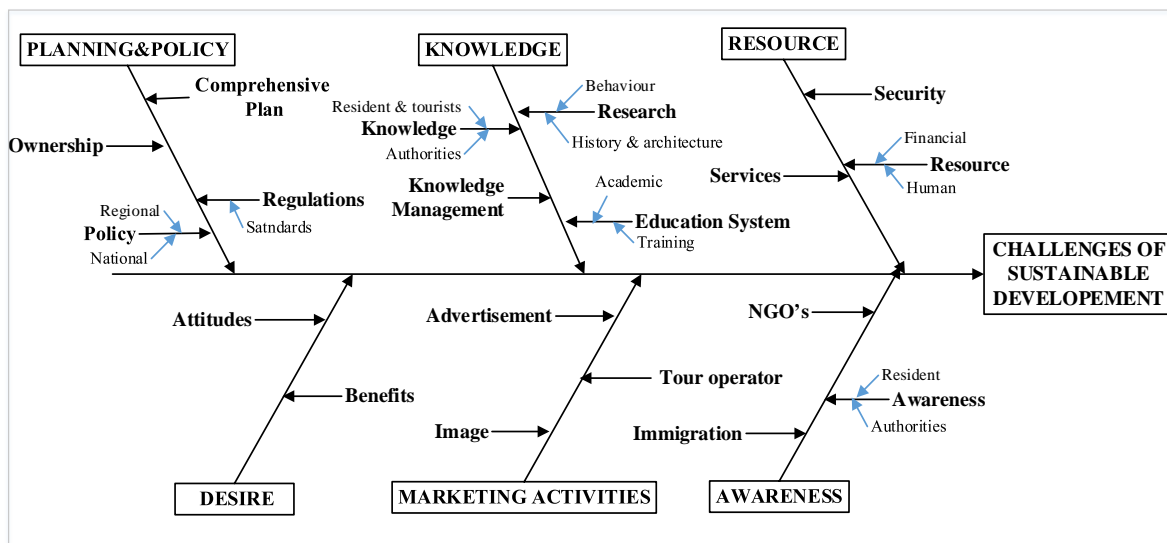 PLANNING&POLICY
Comprehensive
Plan
Ownership
Regulations
Satndards
Regional
Policy
National
KNOWLEDGE
Behaviour
Research
History & architecture
Resident & tourists
Knowledge
Authorities
Knowledge
Management
Academic
Education System
Training
RESOURCE
Security
Financial
Resource
Human
Services
CHALLENGES OF
SUSTAINABLE
DEVELOPEMENT
Attitudes
Benefits
DESIRE
Advertisement
Tour operator
Image
MARKETING ACTIVITIES
NGO’s
Resident
Awareness
Authorities
Immigration
AWARENESS